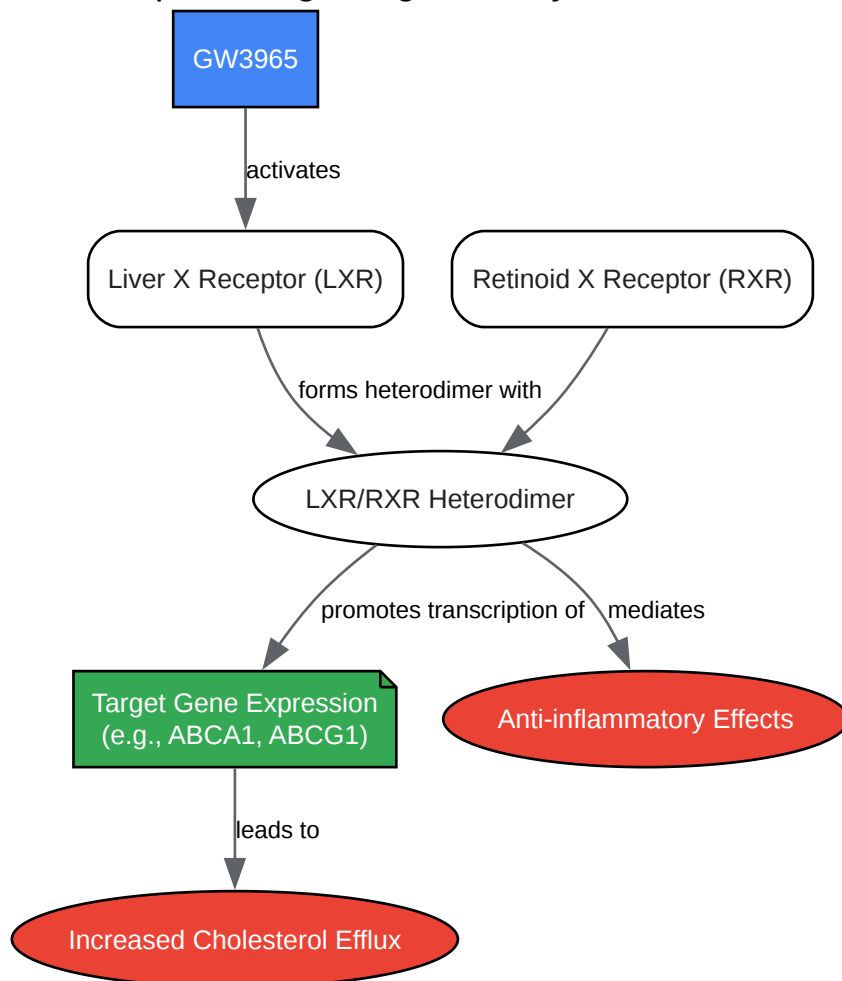 GW3965
activates
Liver X Receptor (LXR)
Retinoid X Receptor (RXR)
forms heterodimer with
LXR/RXR Heterodimer
promotes transcription of
mediates
Target Gene Expression
(e.g., ABCA1, ABCG1)
Anti-inflammatory Effects
leads to
Increased Cholesterol Efflux